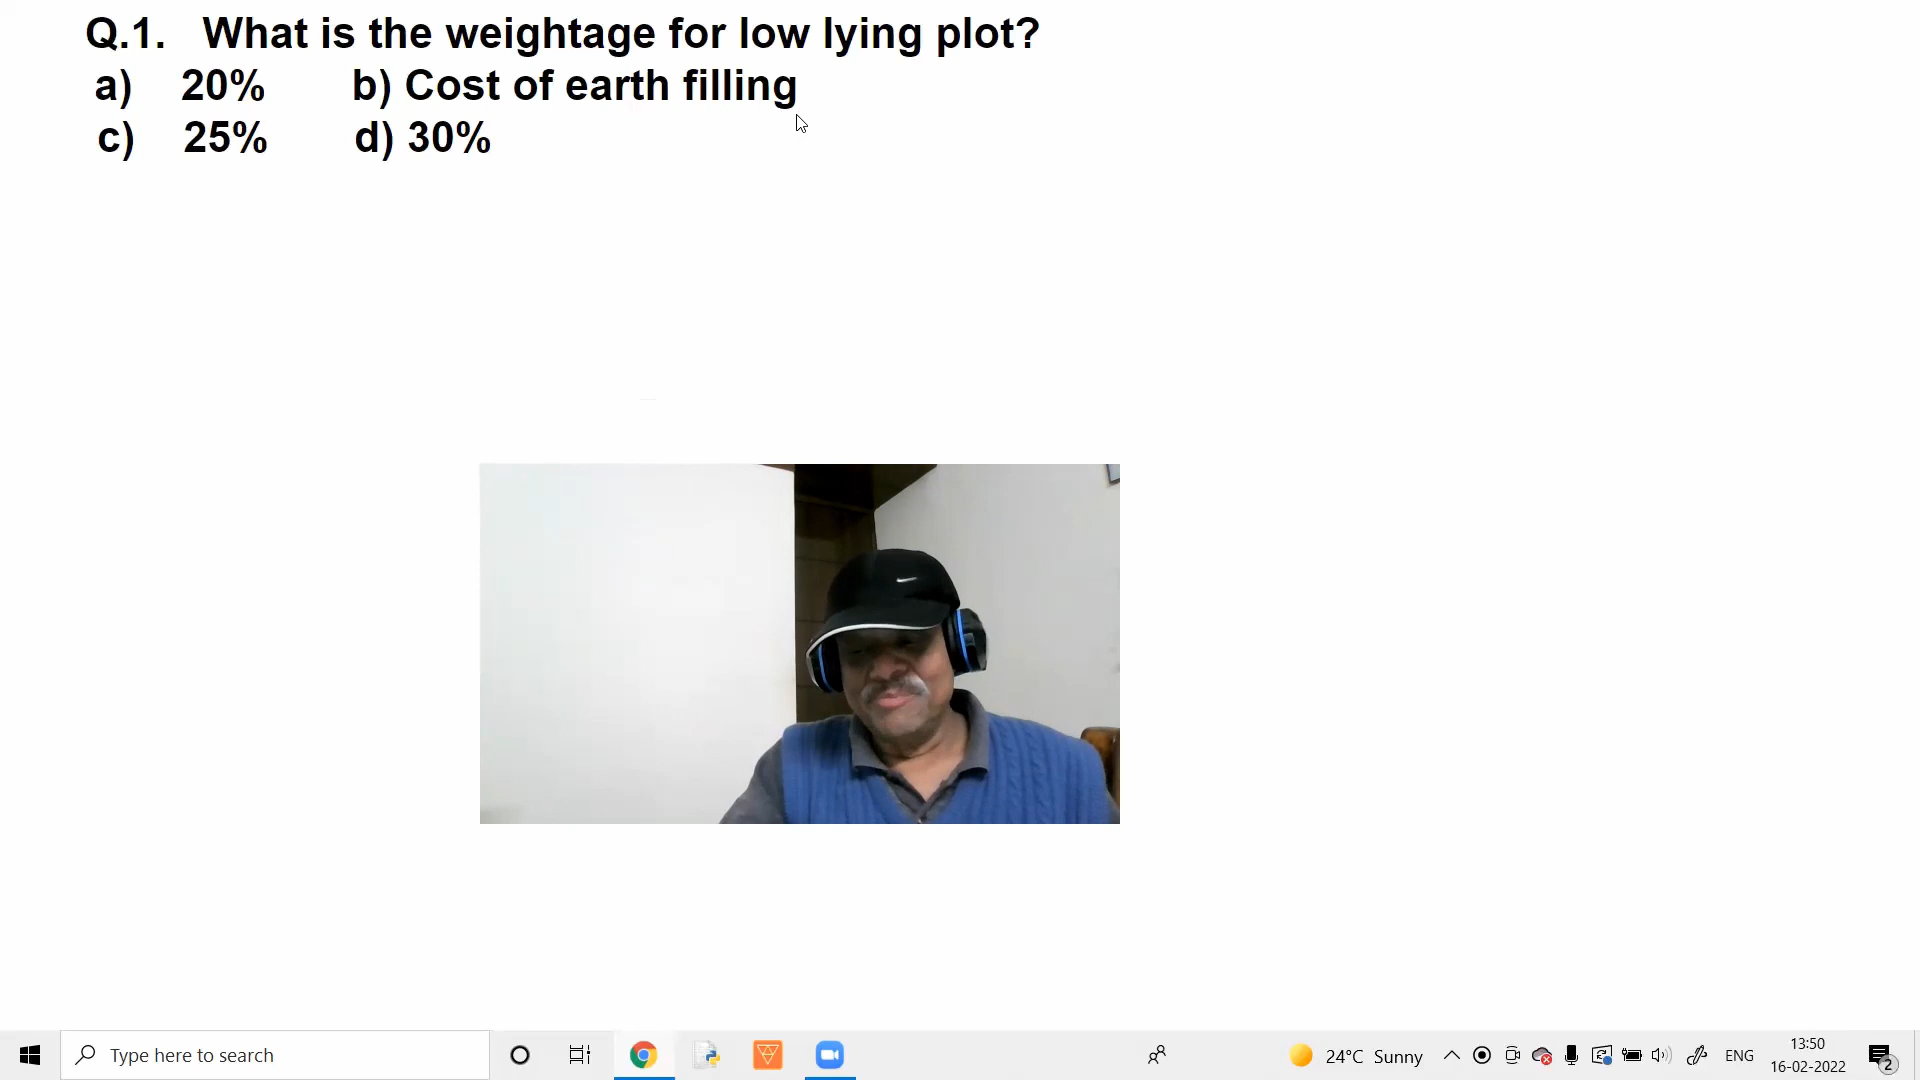 Q.1. What is the weightage for low lying plot?
a) 20% b) Cost of earth filling
c) 25% d) 30%
Type here to search
24°C Sunny
ENG
13:50
16-02-2022
2